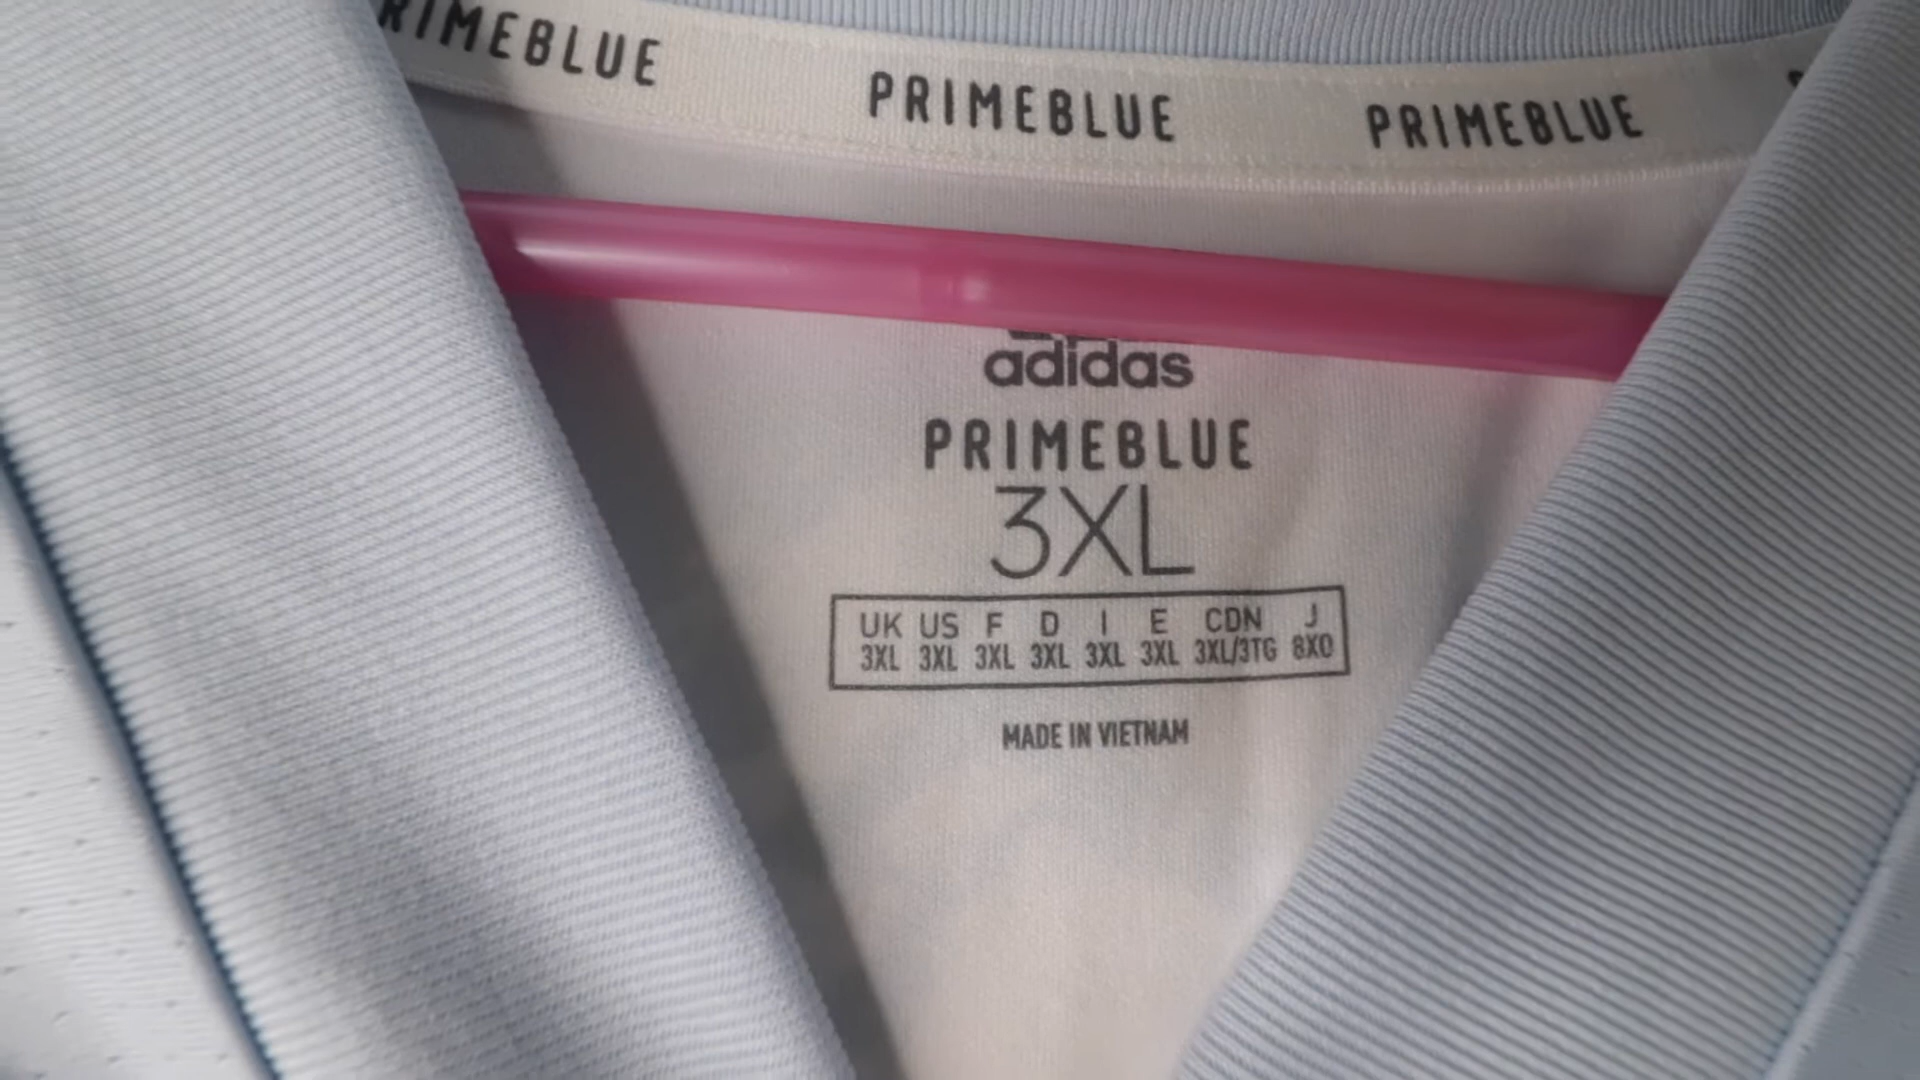 RIMEBLUE PRIMEBLUE PRIMEBLUE
adidas
PRIMEBLUE
3XL
UK US F D I E CDN J
3XL 3XL 3XL 3XL 3XL 3XL 3XL/3TG 8XO
MADE IN VIETNAM